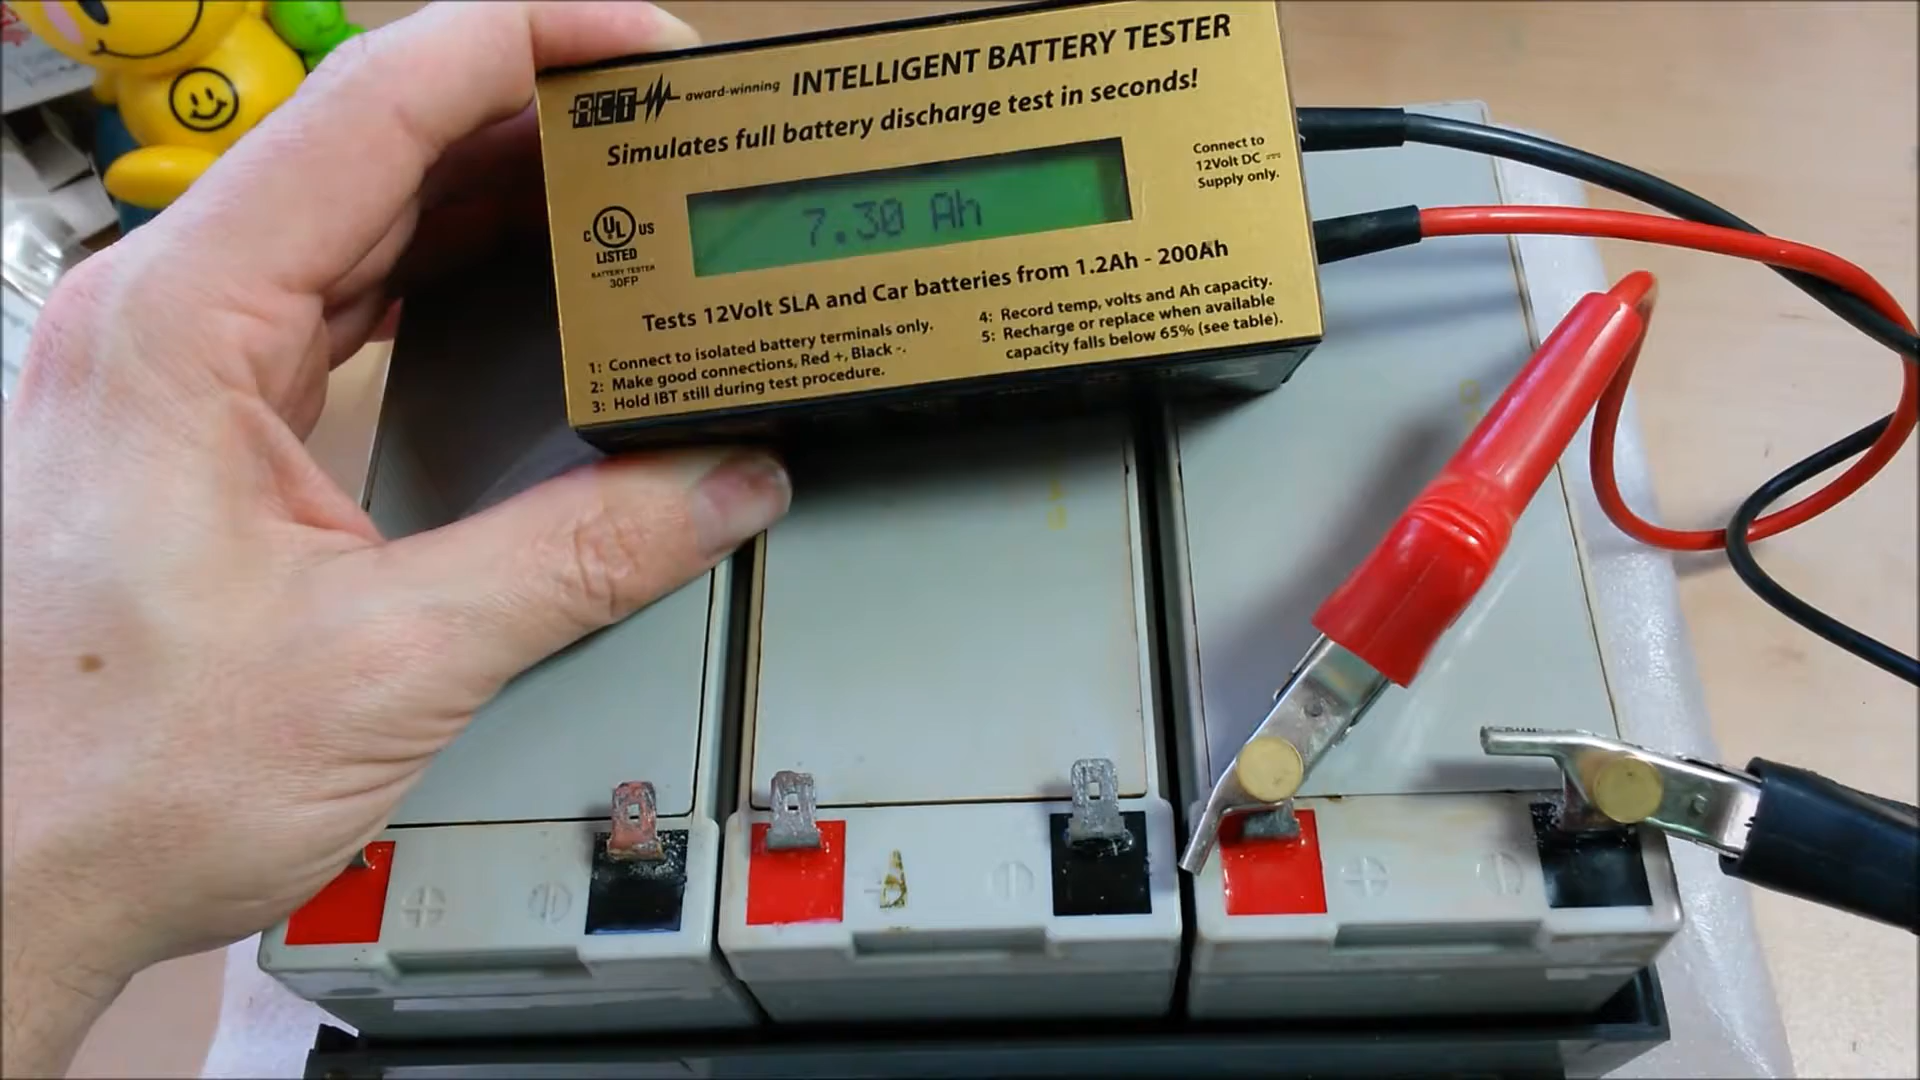 ACT award-winning INTELLIGENT BATTERY TESTER
Simulates full battery discharge test in seconds!
Connect to
12Volt DC
Supply only.
7.30 Ah
C UL US
LISTED
BATTERY TESTER
30FP
Tests 12Volt SLA and Car batteries from 1.2Ah - 200Ah
1: Connect to isolated battery terminals only.
2: Make good connections, Red +, Black -.
3: Hold IBT still during test procedure.
4: Record temp, volts and Ah capacity.
5: Recharge or replace when available
capacity falls below 65% (see table).